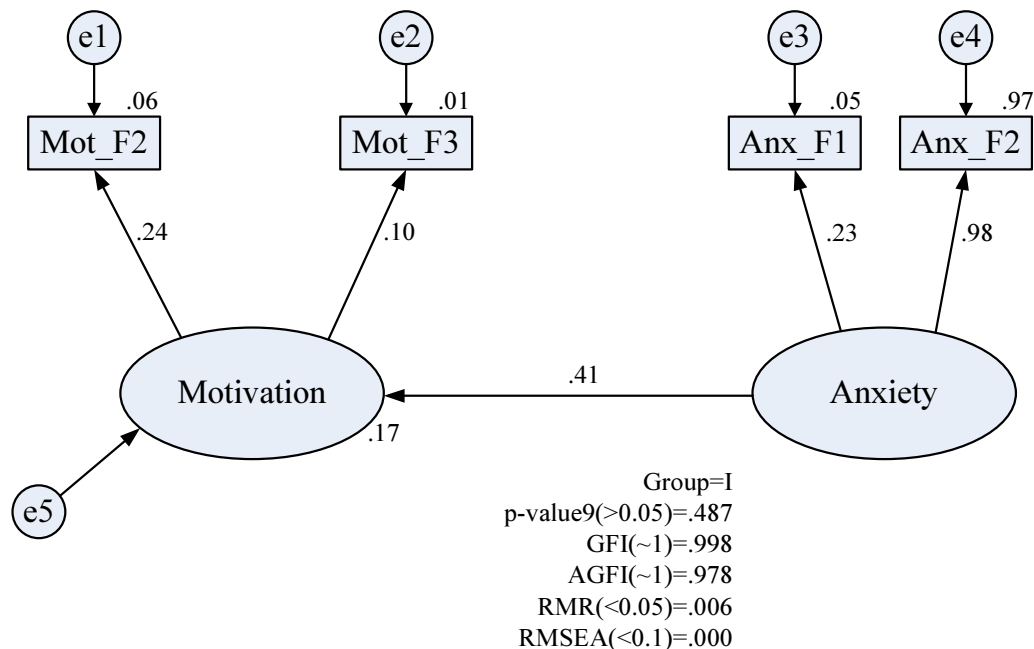 e1
e2
e3
e4
.06
.01
.05
.97
Mot_F2
Mot_F3
Anx_F1
Anx_F2
.24
.10
.23
.98
.41
Motivation
Anxiety
.17
e5
Group=I
p-value9(>0.05)=.487
GFI(~1)=.998
AGFI(~1)=.978
RMR(<0.05)=.006
RMSEA(<0.1)=.000